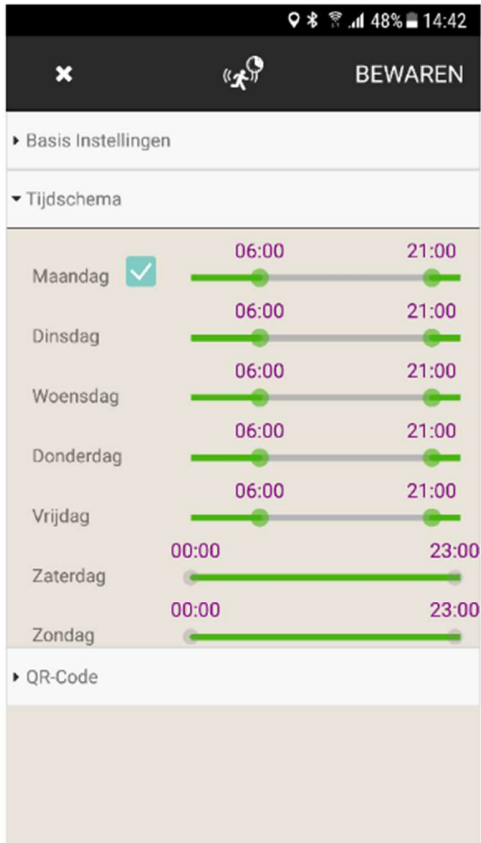 48% 14:42
BEWAREN
Basis Instellingen
Tijdschema
06:00 21:00
Maandag
06:00 21:00
Dinsdag
06:00 21:00
Woensdag
06:00 21:00
Donderdag
06:00 21:00
Vrijdag
00:00 23:00
Zaterdag
00:00 23:00
Zondag
QR-Code